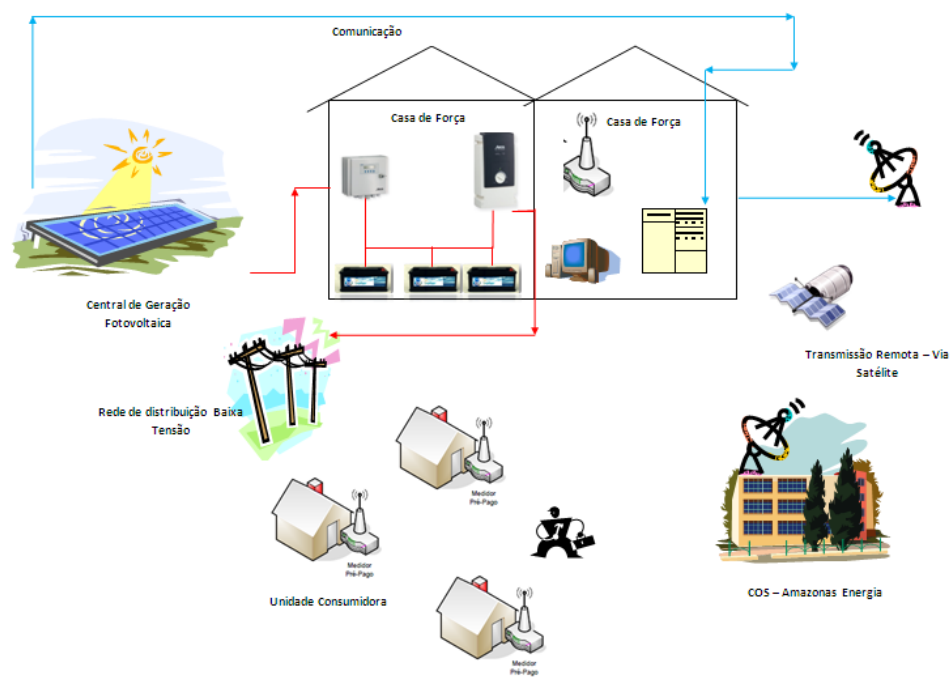 Comunicação
Casa de Força
Casa de Força
Central de Geração
Fotovoltaica
Transmissão Remota – Via
Satélite
Rede de distribuição Baixa
Tensão
Medidor
Pré-Pago
Medidor
Pré-Pago
Unidade Consumidora
COS – Amazonas Energia
Medidor
Pré-Pago